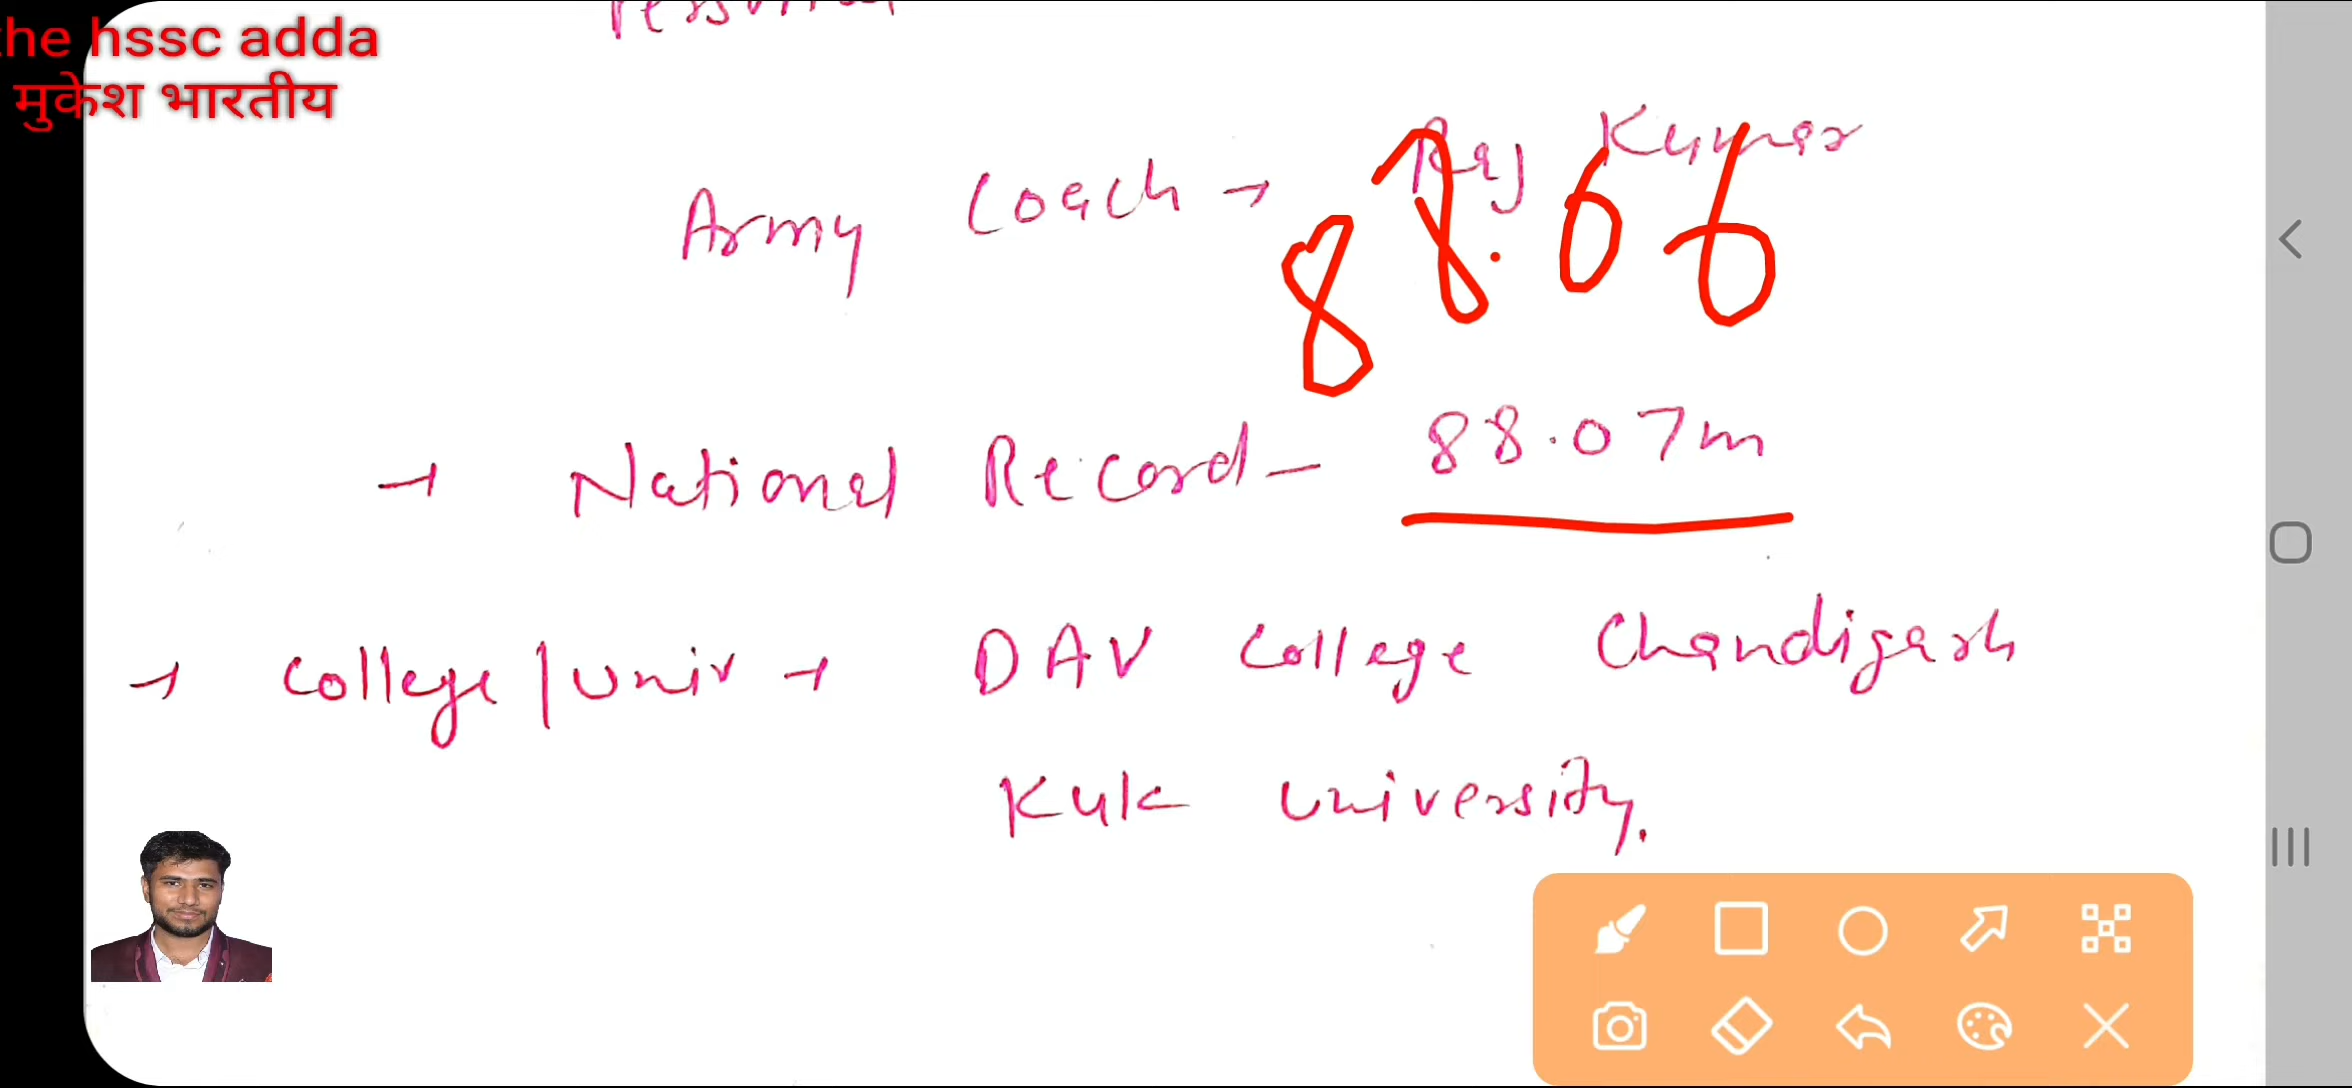 he hssc adda
मुकेश भारतीय
Army Coach → Raj Kumar
88.06
→ National Record - 88.07m
→ College/Univ → DAV College Chandigarh
Kuk University.